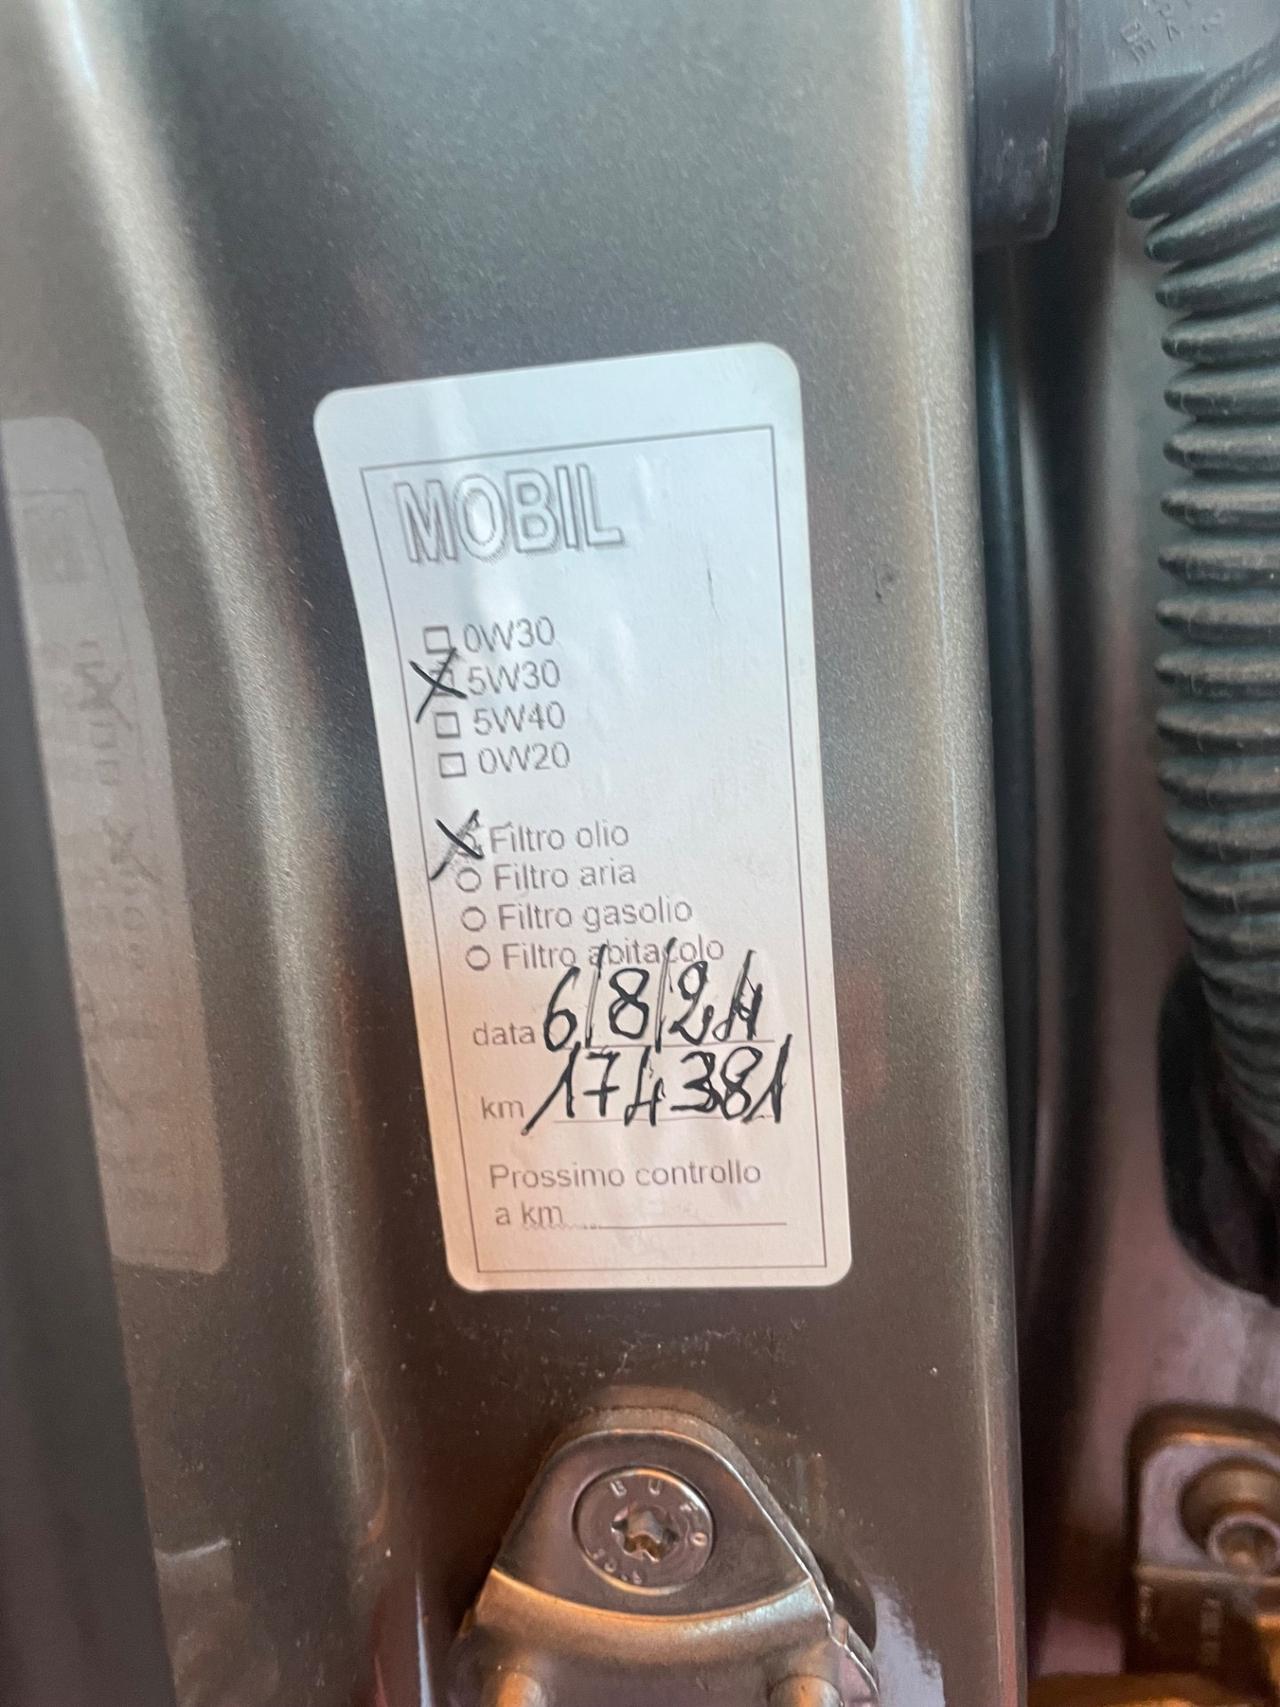 MOBIL
0W30
5W30
5W40
0W20
Filtro olio
Filtro aria
Filtro gasolio
Filtro abitacolo
data 6/8/21
km 174381
Prossimo controllo
a km